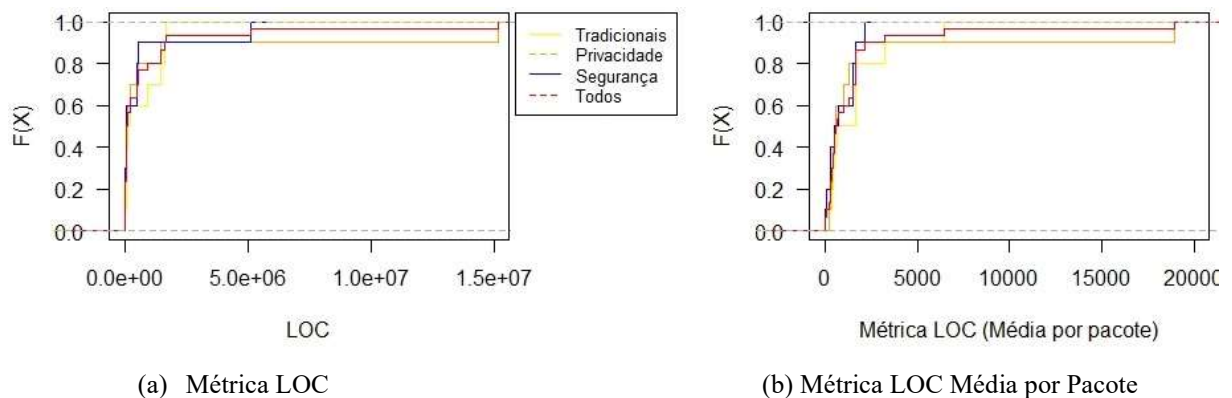 1.0
0.8
0.6
0.4
0.2
0.0
F(X)
0.0e+00 5.0e+06 1.0e+07 1.5e+07
LOC
Tradicionais
Privacidade
Segurança
Todos
1.0
0.8
0.6
0.4
0.2
0.0
F(X)
0 5000 10000 15000 20000
Métrica LOC (Média por pacote)
(a) Métrica LOC
(b) Métrica LOC Média por Pacote